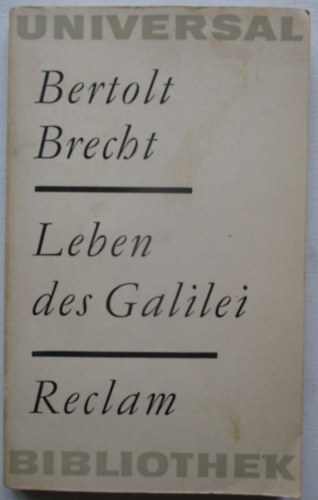 UNIVERSAL
Bertolt
Brecht
Leben
des Galilei
Reclam
BIBLIOTHEK